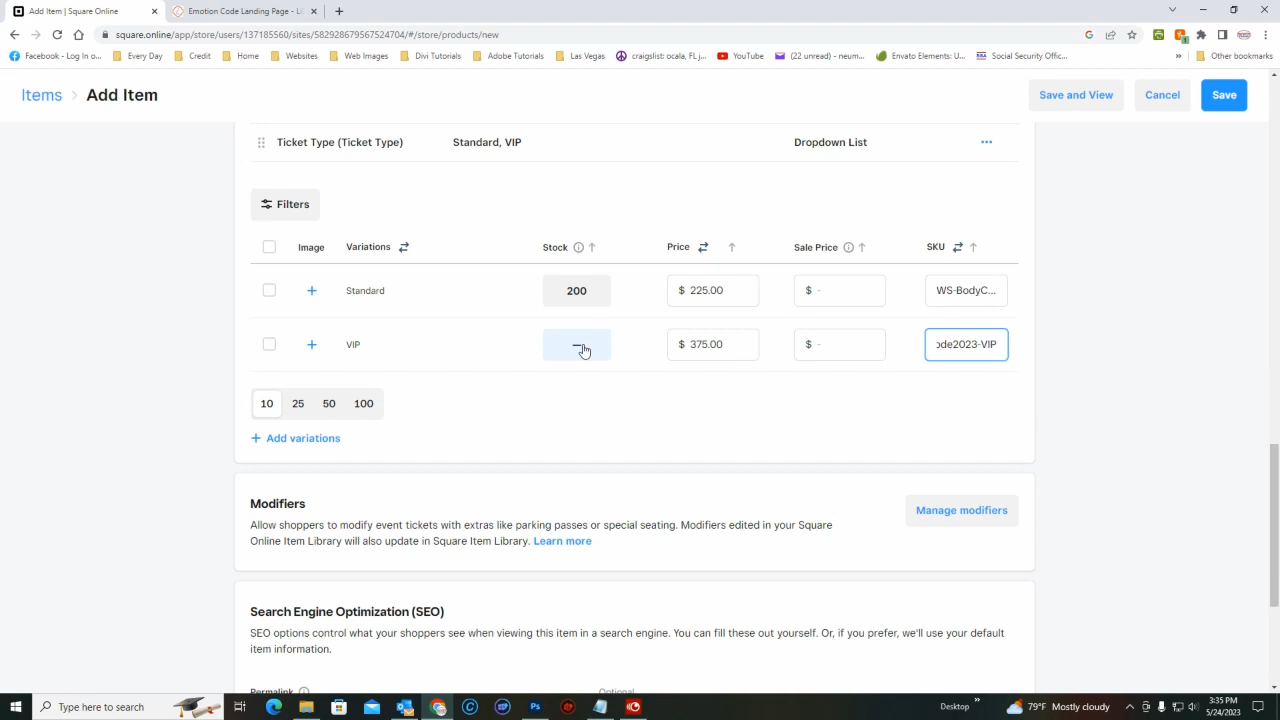 Add Item | Square Online
Emotion Code Landing Page - Li
square.online/app/store/users/137185560/sites/582928679567524704/#/store/products/new
Facebook - Log In o... Every Day Credit Home Websites Web Images Divi Tutorials Adobe Tutorials Las Vegas craigslist: ocala, FL j... YouTube (22 unread) - neum... Envato Elements: U... Social Security Offic... » Other bookmarks
Items > Add Item
Save and View Cancel Save
Ticket Type (Ticket Type) Standard, VIP Dropdown List ...
Filters
Image Variations Stock Price Sale Price SKU
Standard 200 $ 225.00 $ - WS-BodyC...
VIP — $ 375.00 $ - ode2023-VIP
10 25 50 100
+ Add variations
Modifiers
Manage modifiers
Allow shoppers to modify event tickets with extras like parking passes or special seating. Modifiers edited in your Square
Online Item Library will also update in Square Item Library. Learn more
Search Engine Optimization (SEO)
SEO options control what your shoppers see when viewing this item in a search engine. You can fill these out yourself. Or, if you prefer, we'll use your default
item information.
Permalink Optional
Type here to search
Desktop » 79°F Mostly cloudy
3:35 PM
5/24/2023